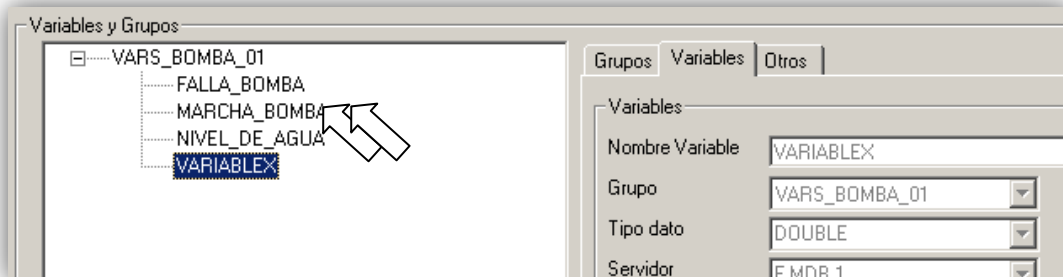 Variables y Grupos
VARS_BOMBA_01
FALLA_BOMBA
MARCHA_BOMBA
NIVEL_DE_AGUA
VARIABLEX
Grupos Variables Otros
Variables
Nombre Variable VARIABLEX
Grupo VARS_BOMBA_01
Tipo dato DOUBLE
Servidor